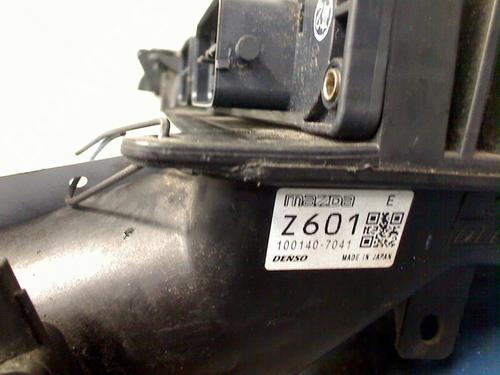 mazda E
Z601
100140-7041
DENSO MADE IN JAPAN